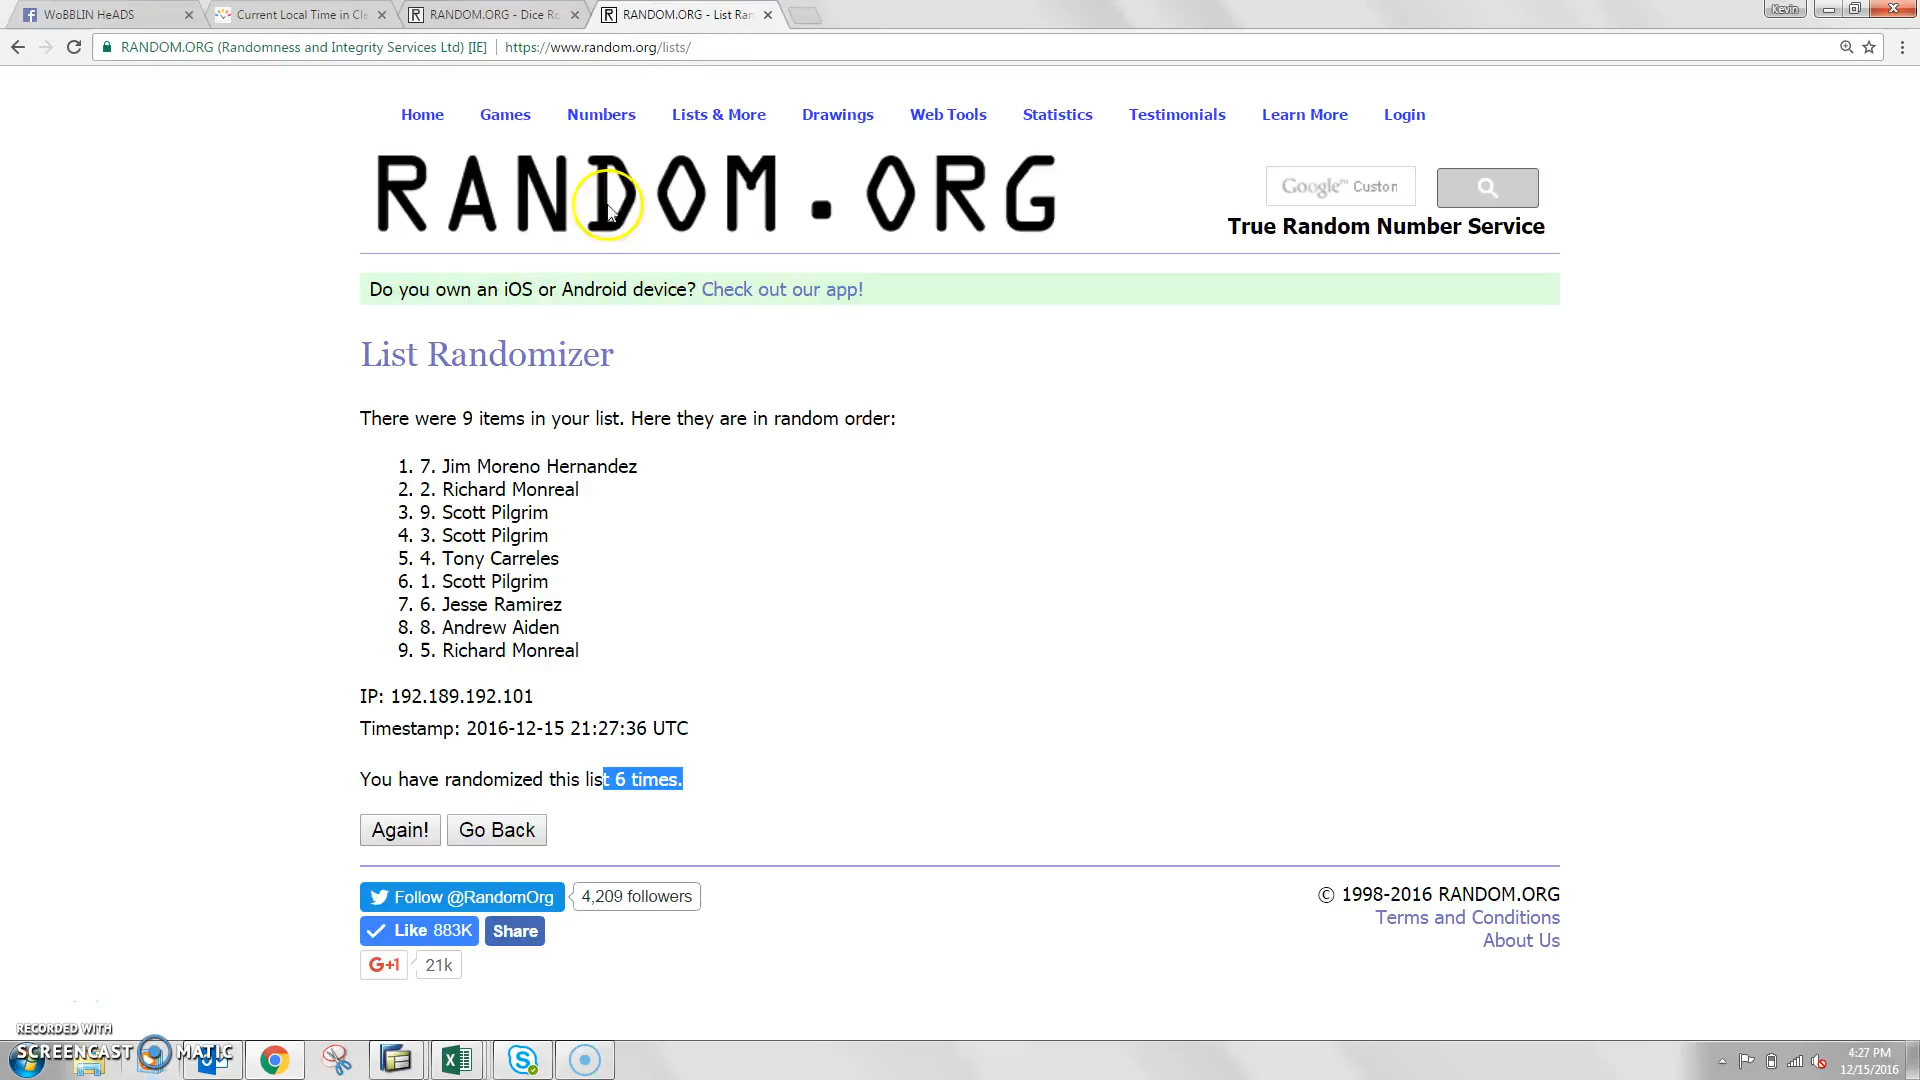 WoBBLIN HeADS
Current Local Time in Cle
RANDOM.ORG - Dice Ro
RANDOM.ORG - List Ran
Kevin
RANDOM.ORG (Randomness and Integrity Services Ltd) [IE]
https://www.random.org/lists/
Home Games Numbers Lists & More Drawings Web Tools Statistics Testimonials Learn More Login
RANDOM.ORG
Google™ Custom
True Random Number Service
Do you own an iOS or Android device? Check out our app!
List Randomizer
There were 9 items in your list. Here they are in random order:
1. 7. Jim Moreno Hernandez
2. 2. Richard Monreal
3. 9. Scott Pilgrim
4. 3. Scott Pilgrim
5. 4. Tony Carreles
6. 1. Scott Pilgrim
7. 6. Jesse Ramirez
8. 8. Andrew Aiden
9. 5. Richard Monreal
IP: 192.189.192.101
Timestamp: 2016-12-15 21:27:36 UTC
You have randomized this list 6 times.
Again! Go Back
Follow @RandomOrg 4,209 followers
Like 883K Share
G+1 21k
© 1998-2016 RANDOM.ORG
Terms and Conditions
About Us
RECORDED WITH
SCREENCAST MATIC
4:27 PM
12/15/2016